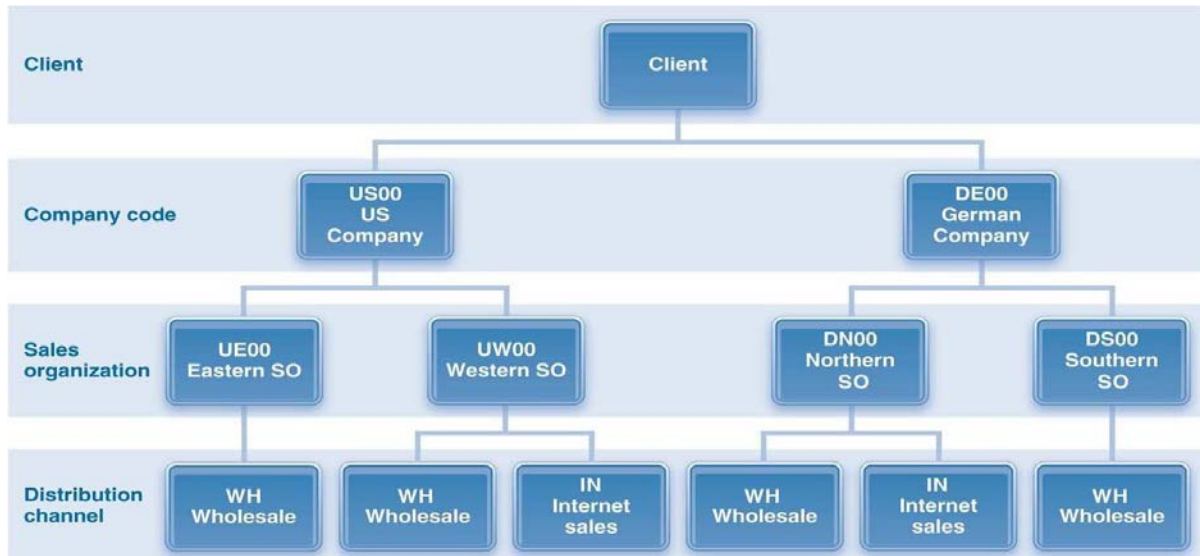 Client
Client
Company code
US00
US
Company
DE00
German
Company
Sales
organization
UE00
Eastern SO
UW00
Western SO
DN00
Northern
SO
DS00
Southern
SO
Distribution
channel
WH
Wholesale
WH
Wholesale
IN
Internet
sales
WH
Wholesale
IN
Internet
sales
WH
Wholesale